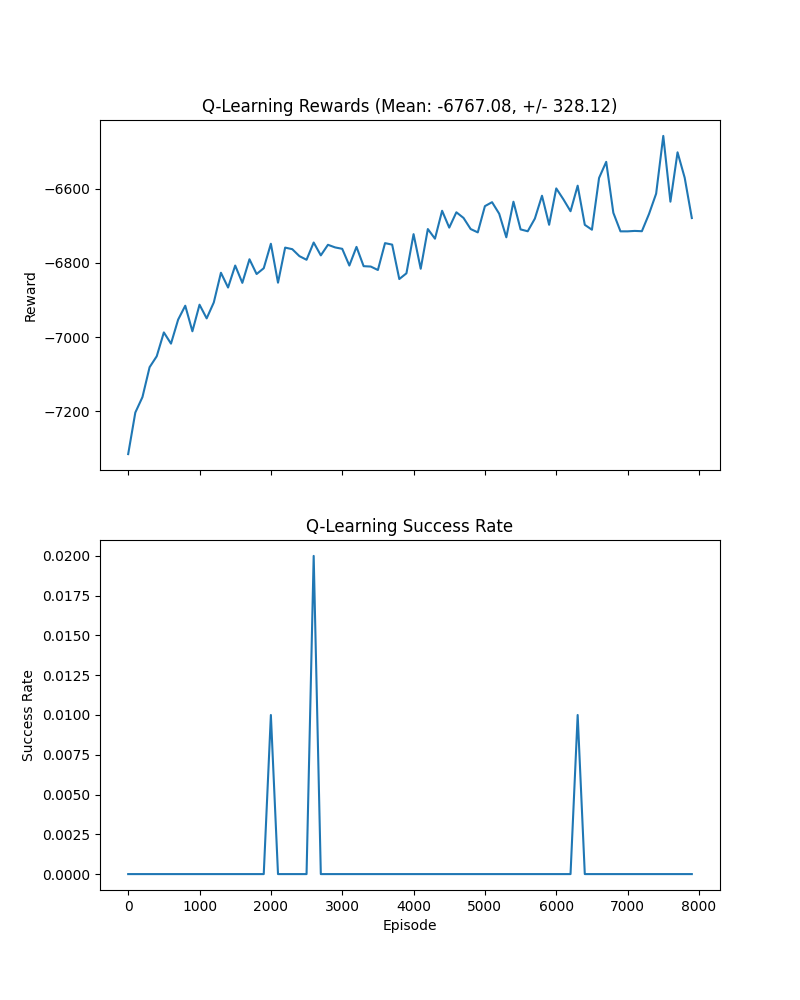 Q-Learning Rewards (Mean: -6767.08, +/- 328.12)
−6600
−6800
−7000
−7200
Reward
Q-Learning Success Rate
0.0200
0.0175
0.0150
0.0125
0.0100
0.0075
0.0050
0.0025
0.0000
Success Rate
0 1000 2000 3000 4000 5000 6000 7000 8000
Episode